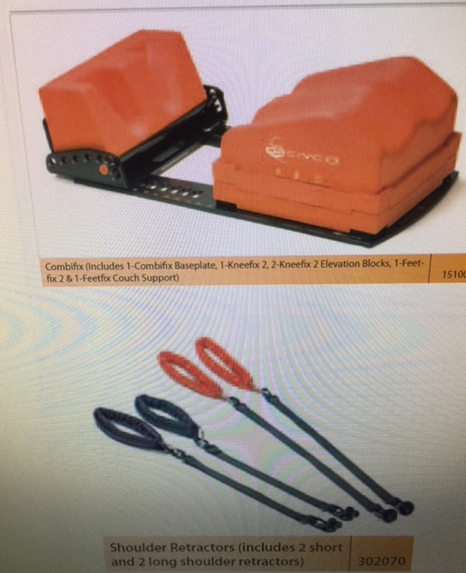 CIVCO
Combifix (Includes 1-Combifix Baseplate, 1-Kneefix 2, 2-Kneefix 2 Elevation Blocks, 1-Feet-
fix 2 & 1-Feetfix Couch Support)
15100
Shoulder Retractors (includes 2 short
and 2 long shoulder retractors)
302070